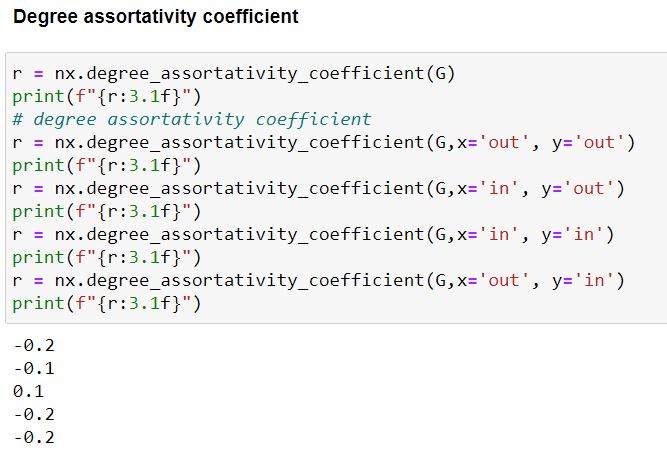 Degree assortativity coefficient
r = nx.degree_assortativity_coefficient(G)
print(f"{r:3.1f}")
# degree assortativity coefficient
r = nx.degree_assortativity_coefficient(G,x='out', y='out')
print(f"{r:3.1f}")
r = nx.degree_assortativity_coefficient(G,x='in', y='out')
print(f"{r:3.1f}")
r = nx.degree_assortativity_coefficient(G,x='in', y='in')
print(f"{r:3.1f}")
r = nx.degree_assortativity_coefficient(G,x='out', y='in')
print(f"{r:3.1f}")
-0.2
-0.1
0.1
-0.2
-0.2